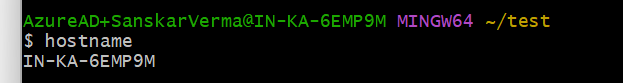 AzureAD+SanskarVerma@IN-KA-6EMP9M MINGW64 ~/test
$ hostname
IN-KA-6EMP9M